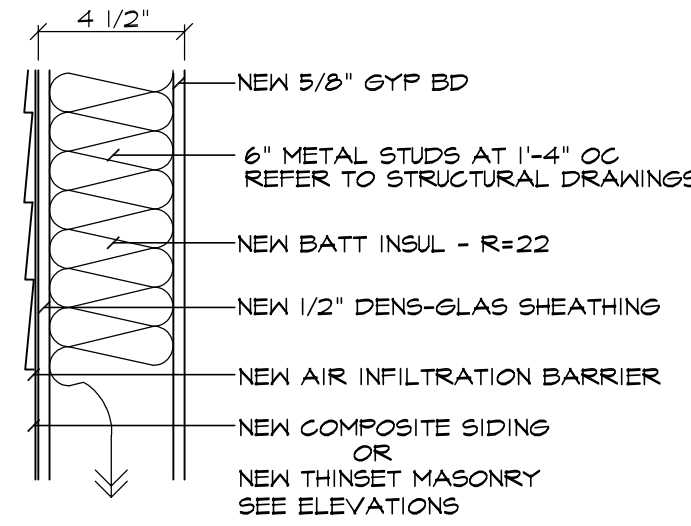 4 1/2"
NEW 5/8" GYP BD
6" METAL STUDS AT 1'-4" OC
REFER TO STRUCTURAL DRAWINGS
NEW BATT INSUL - R=22
NEW 1/2" DENS-GLAS SHEATHING
NEW AIR INFILTRATION BARRIER
NEW COMPOSITE SIDING
OR
NEW THINSET MASONRY
SEE ELEVATIONS